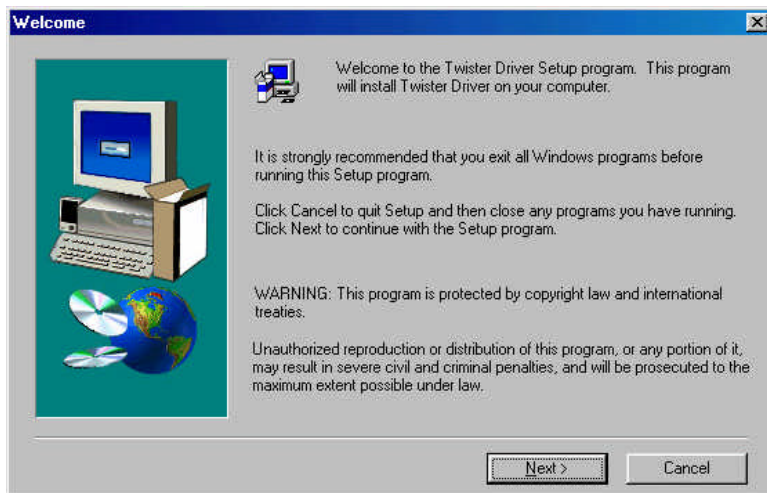 Welcome
Welcome to the Twister Driver Setup program. This program
will install Twister Driver on your computer.
It is strongly recommended that you exit all Windows programs before
running this Setup program.
Click Cancel to quit Setup and then close any programs you have running.
Click Next to continue with the Setup program.
WARNING: This program is protected by copyright law and international
treaties.
Unauthorized reproduction or distribution of this program, or any portion of it,
may result in severe civil and criminal penalties, and will be prosecuted to the
maximum extent possible under law.
Next >
Cancel